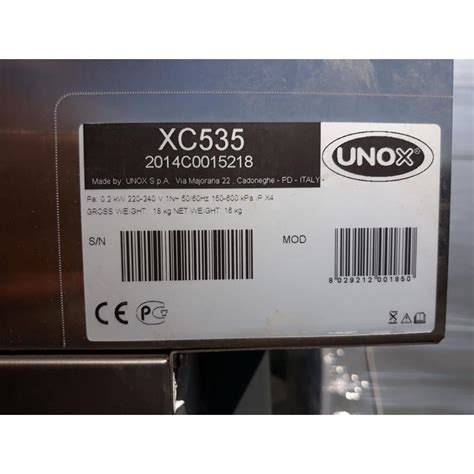 XC535
2014C0015218
UNOX
Made by: UNOX S.p.A. Via Majorana 22 , Cadoneghe - PD - ITALY
Pe: 0,2 kW 220-240 V 1N~ 50/60Hz 150-600 kPa IP X4
GROSS WEIGHT : 18 kg NET WEIGHT : 16 kg
S/N
MOD
8 029212 001950
CE PG